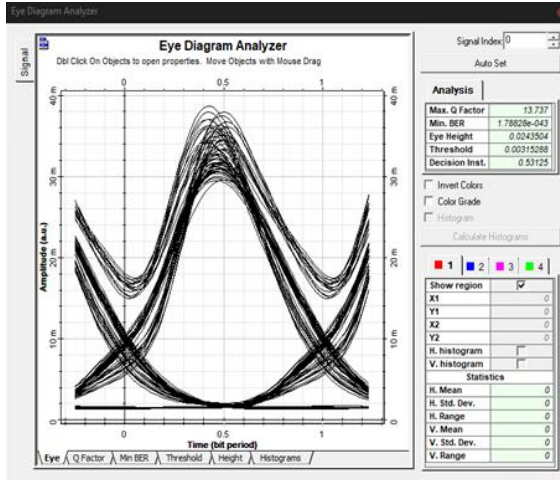 Eye Diagram Analyzer
Signal Index: 0
Auto Set
Signal
Eye Diagram Analyzer
Dbl Click On Objects to open properties. Move Objects with Mouse Drag
Analysis
Max. Q Factor 13.737
Min. BER 1.78828e-043
Eye Height 0.0243504
Threshold 0.00315288
Decision Inst. 0.53125
Invert Colors
Color Grade
Histogram
Calculate Histograms
1 2 3 4
Show region
X1 0
Y1 0
X2 0
Y2 0
H. histogram
V. histogram
Statistics
H. Mean 0
H. Std. Dev. 0
H. Range 0
V. Mean 0
V. Std. Dev. 0
V. Range 0
Amplitude (a.u.)
40 m 40 m
30 m 30 m
20 m 20 m
10 m 10 m
0 0
0 0.5 1
0 0.5 1
Time (bit period)
Eye Q Factor Min BER Threshold Height Histograms